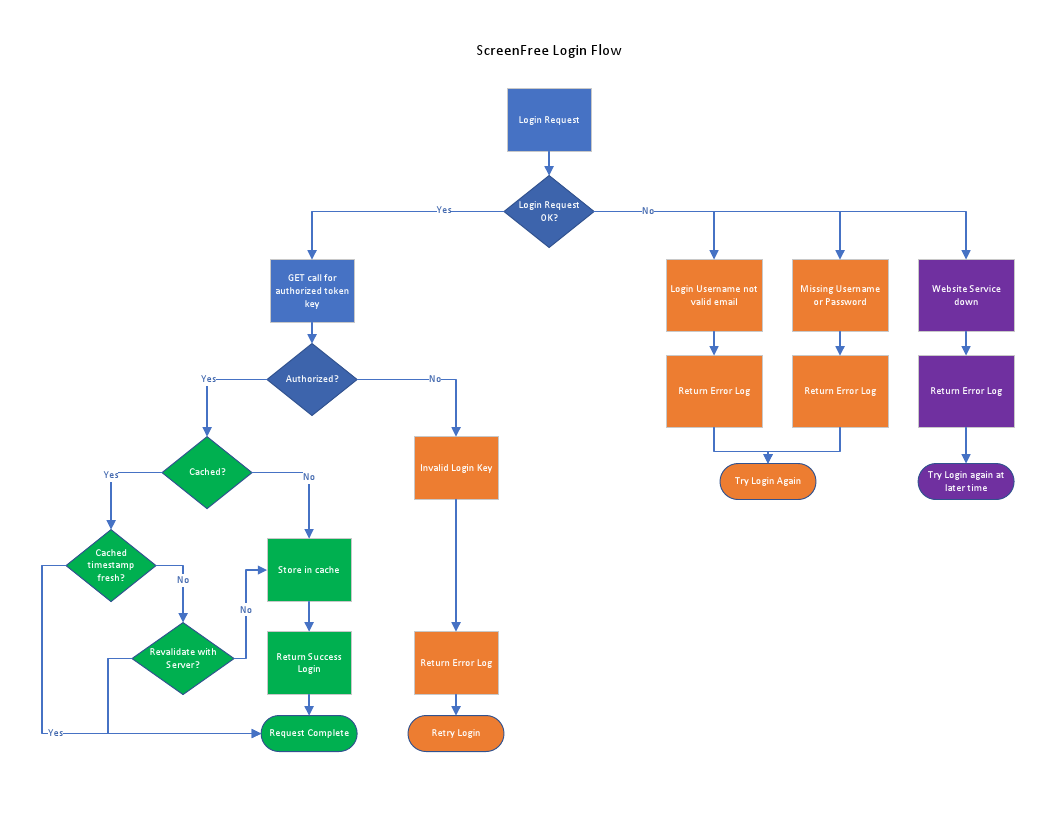 ScreenFree Login Flow
Login Request
Login Request
OK?
Yes
No
GET call for
authorized token
key
Login Username not
valid email
Missing Username
or Password
Website Service
down
Authorized?
Yes
No
Return Error Log
Return Error Log
Return Error Log
Cached?
Yes
No
Invalid Login Key
Try Login Again
Try Login again at
later time
Cached
timestamp
fresh?
No
Store in cache
No
Revalidate with
Server?
Return Success
Login
Return Error Log
Yes
Request Complete
Retry Login